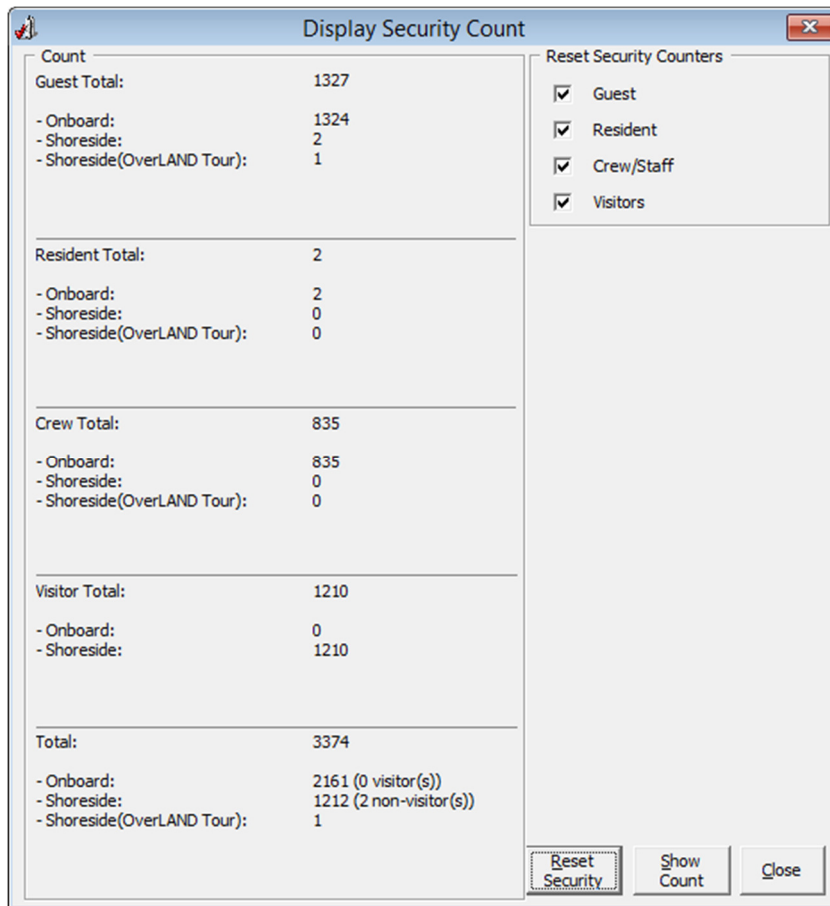 Display Security Count
Count
Guest Total: 1327
- Onboard: 1324
- Shoreside: 2
- Shoreside(OverLAND Tour): 1
Resident Total: 2
- Onboard: 2
- Shoreside: 0
- Shoreside(OverLAND Tour): 0
Crew Total: 835
- Onboard: 835
- Shoreside: 0
- Shoreside(OverLAND Tour): 0
Visitor Total: 1210
- Onboard: 0
- Shoreside: 1210
Total: 3374
- Onboard: 2161 (0 visitor(s))
- Shoreside: 1212 (2 non-visitor(s))
- Shoreside(OverLAND Tour): 1
Reset Security Counters
Guest
Resident
Crew/Staff
Visitors
Reset
Security
Show
Count
Close